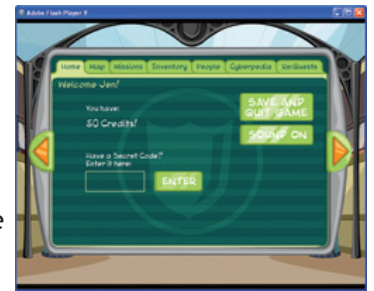 Adobe Flash Player 9
Home Map Missions Inventory People Cyberpedia XenQuests
Welcome Jen!
You have:
50 Credits!
SAVE AND
QUIT GAME
SOUND ON
Have a Secret Code?
Enter it here:
ENTER
e